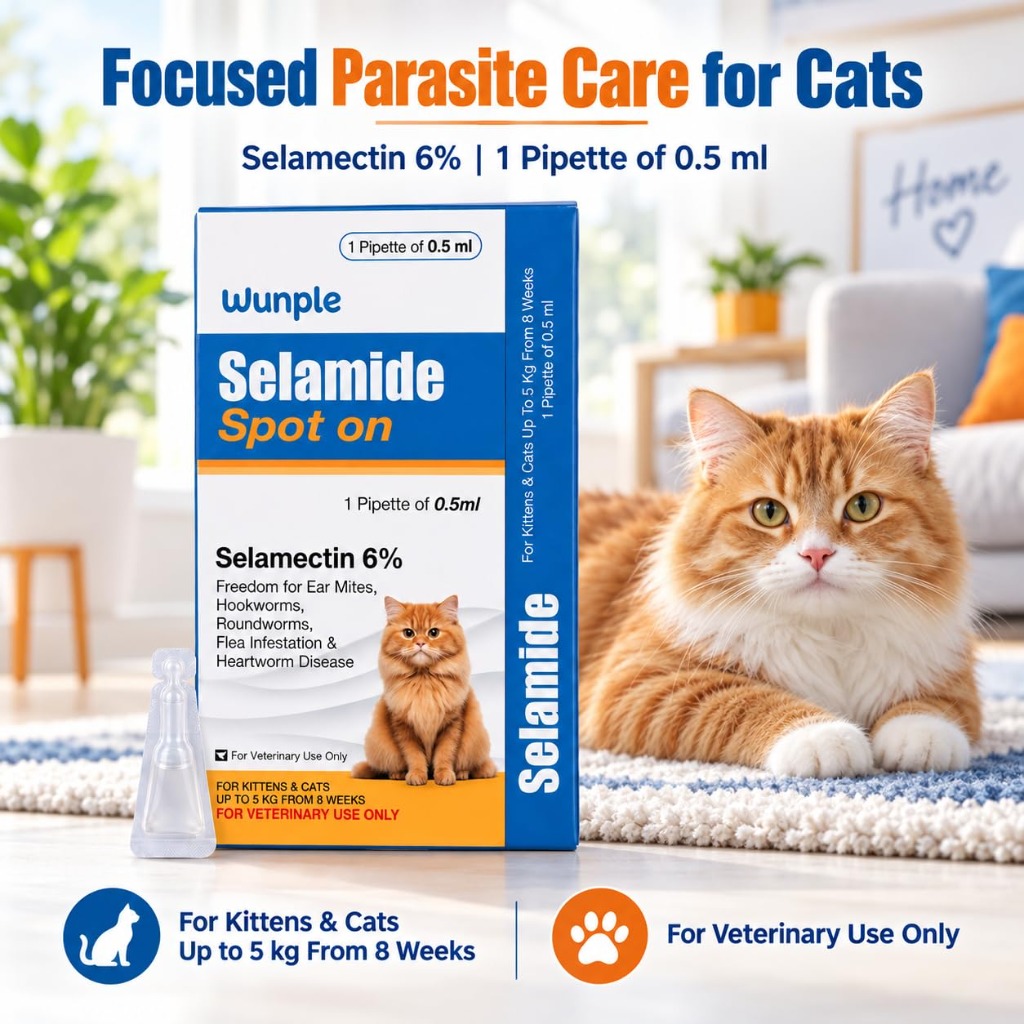 Focused Parasite Care for Cats
Selamectin 6% | 1 Pipette of 0.5 ml
Home
1 Pipette of 0.5 ml
Wunple
Selamide
Spot on
1 Pipette of 0.5ml
Selamectin 6%
Freedom for Ear Mites,
Hookworms,
Roundworms,
Flea Infestation &
Heartworm Disease
For Veterinary Use Only
FOR KITTENS & CATS
UP TO 5 KG FROM 8 WEEKS
FOR VETERINARY USE ONLY
For Kittens & Cats Up To 5 Kg From 8 Weeks
1 Pipette of 0.5 ml
Selamide
For Kittens & Cats
Up to 5 kg From 8 Weeks
For Veterinary Use Only